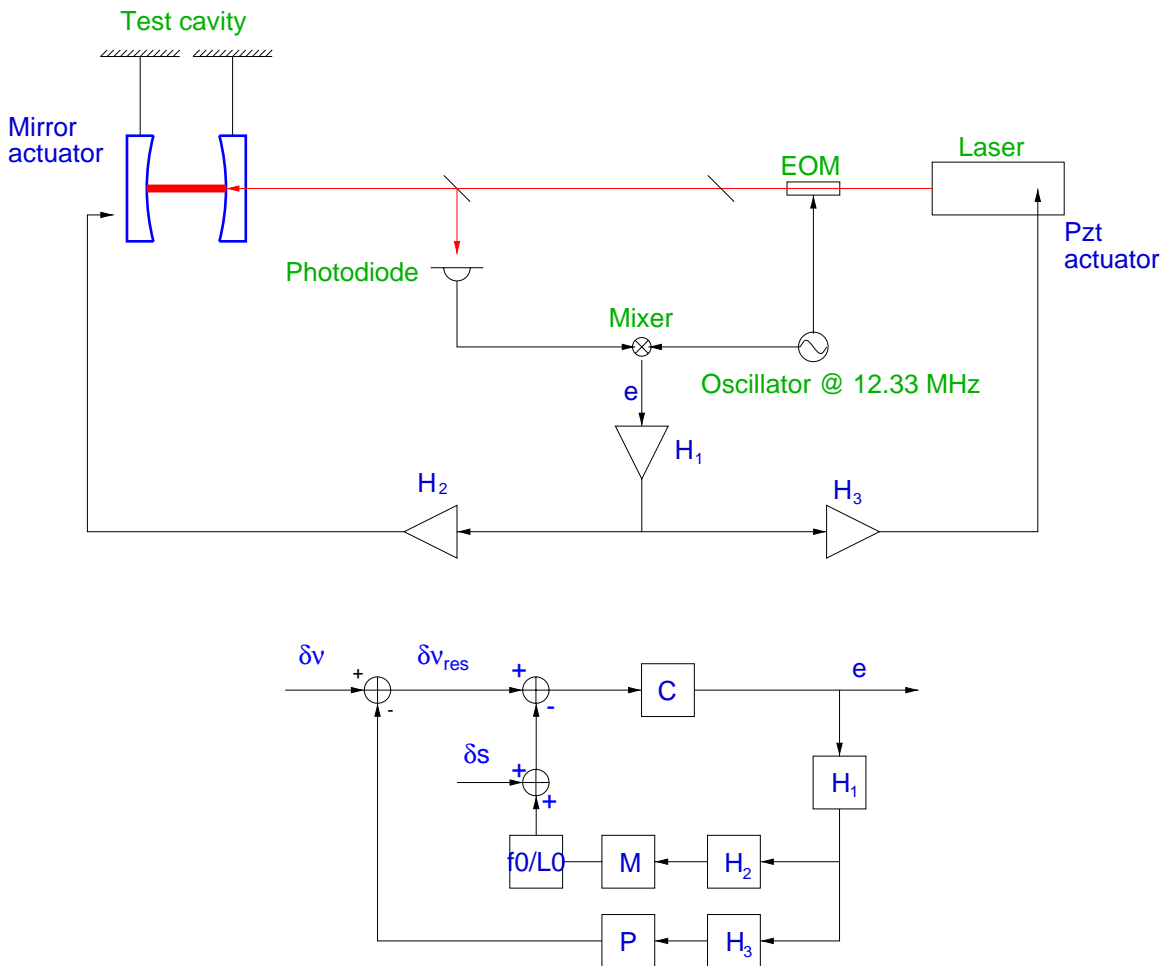 Test cavity
Mirror
actuator
EOM
Laser
Pzt
actuator
Photodiode
Mixer
Oscillator @ 12.33 MHz
e
H1
H2
H3
δν
+
-
δνres
+
-
C
e
δs
+
+
H1
f0/L0
M
H2
P
H3